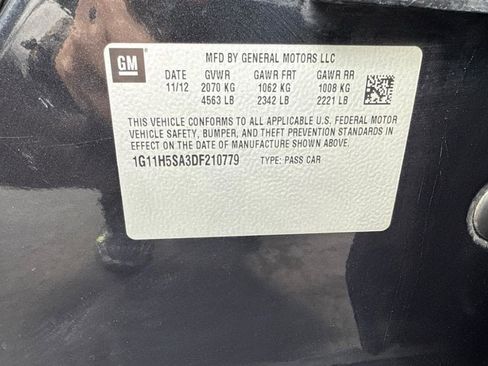 GM
MFD BY GENERAL MOTORS LLC
DATE GVWR GAWR FRT GAWR RR
11/12 2070 KG 1062 KG 1008 KG
4563 LB 2342 LB 2221 LB
THIS VEHICLE CONFORMS TO ALL APPLICABLE U.S. FEDERAL MOTOR
VEHICLE SAFETY, BUMPER, AND THEFT PREVENTION STANDARDS IN
EFFECT ON THE DATE OF MANUFACTURE SHOWN ABOVE.
1G11H5SA3DF210779 TYPE: PASS CAR